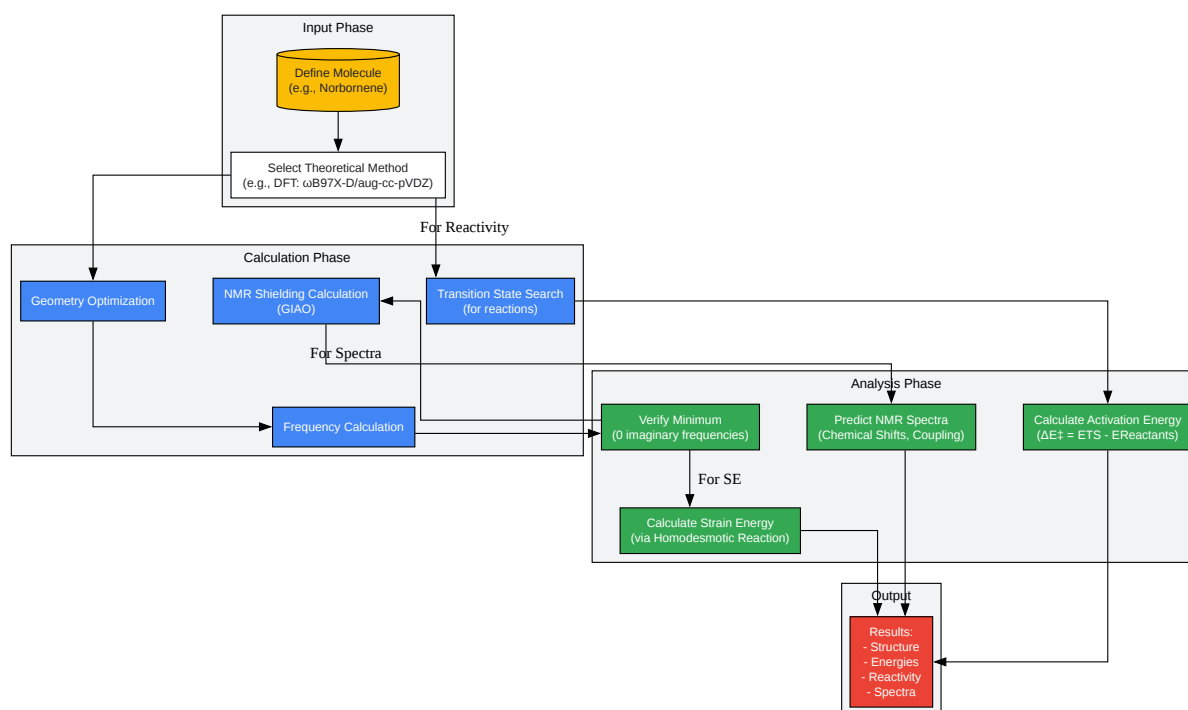 Input Phase
Define Molecule
(e.g., Norbornene)
Select Theoretical Method
(e.g., DFT: ωB97X-D/aug-cc-pVDZ)
For Reactivity
Calculation Phase
Geometry Optimization
NMR Shielding Calculation
(GIAO)
Transition State Search
(for reactions)
For Spectra
Frequency Calculation
Analysis Phase
Verify Minimum
(0 imaginary frequencies)
Predict NMR Spectra
(Chemical Shifts, Coupling)
Calculate Activation Energy
(ΔE‡ = ETS - EReactants)
For SE
Calculate Strain Energy
(via Homodesmotic Reaction)
Output
Results:
- Structure
- Energies
- Reactivity
- Spectra